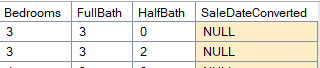 Bedrooms FullBath HalfBath SaleDateConverted
3 3 0 NULL
3 3 2 NULL